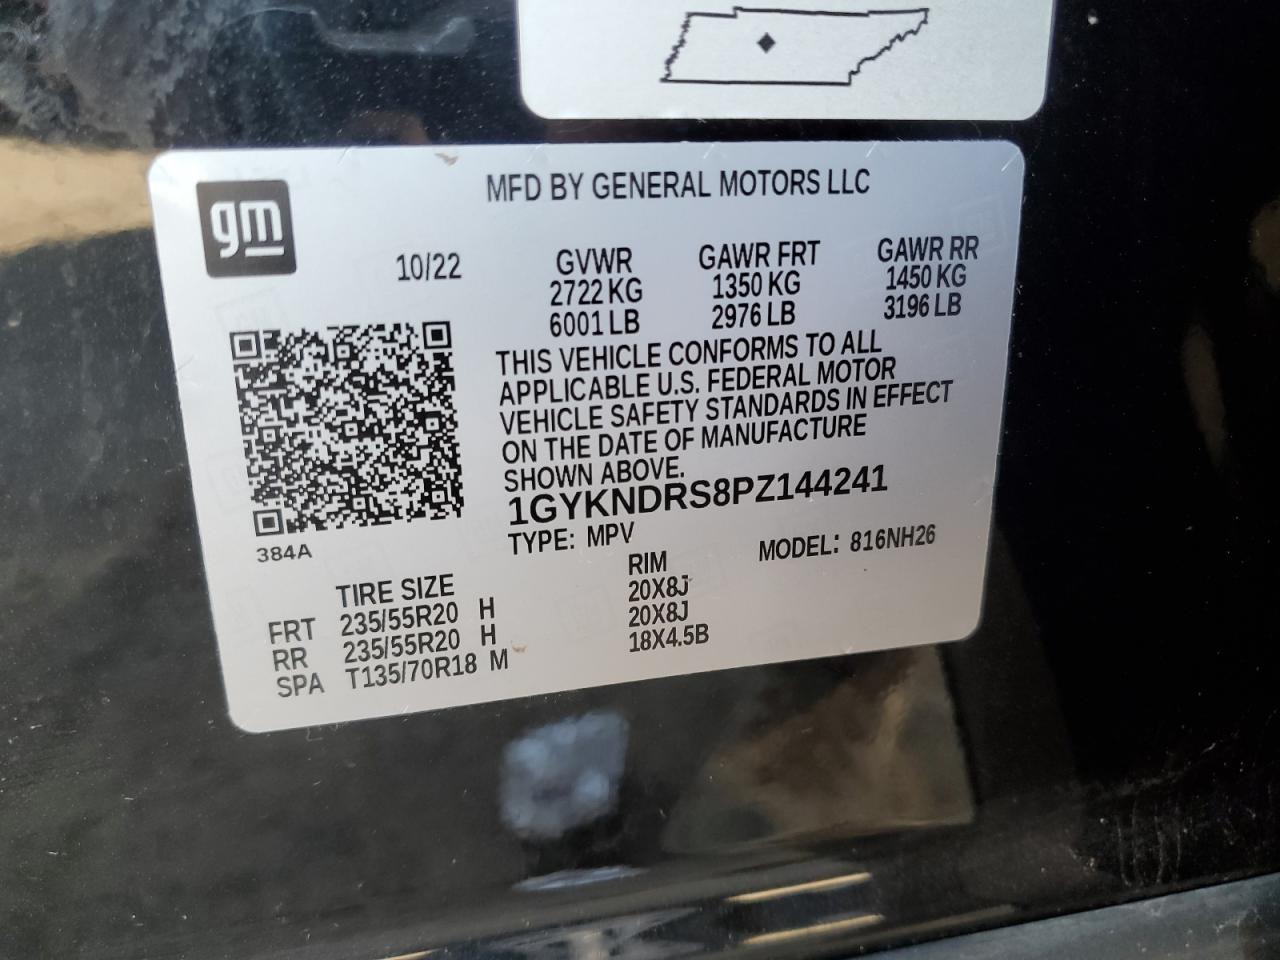 gm
MFD BY GENERAL MOTORS LLC
10/22
GVWR
2722 KG
6001 LB
GAWR FRT
1350 KG
2976 LB
GAWR RR
1450 KG
3196 LB
THIS VEHICLE CONFORMS TO ALL
APPLICABLE U.S. FEDERAL MOTOR
VEHICLE SAFETY STANDARDS IN EFFECT
ON THE DATE OF MANUFACTURE
SHOWN ABOVE.
1GYKNDRS8PZ144241
384A
TYPE: MPV
MODEL: 816NH26
TIRE SIZE RIM
FRT 235/55R20 H 20X8J
RR 235/55R20 H 20X8J
SPA T135/70R18 M 18X4.5B